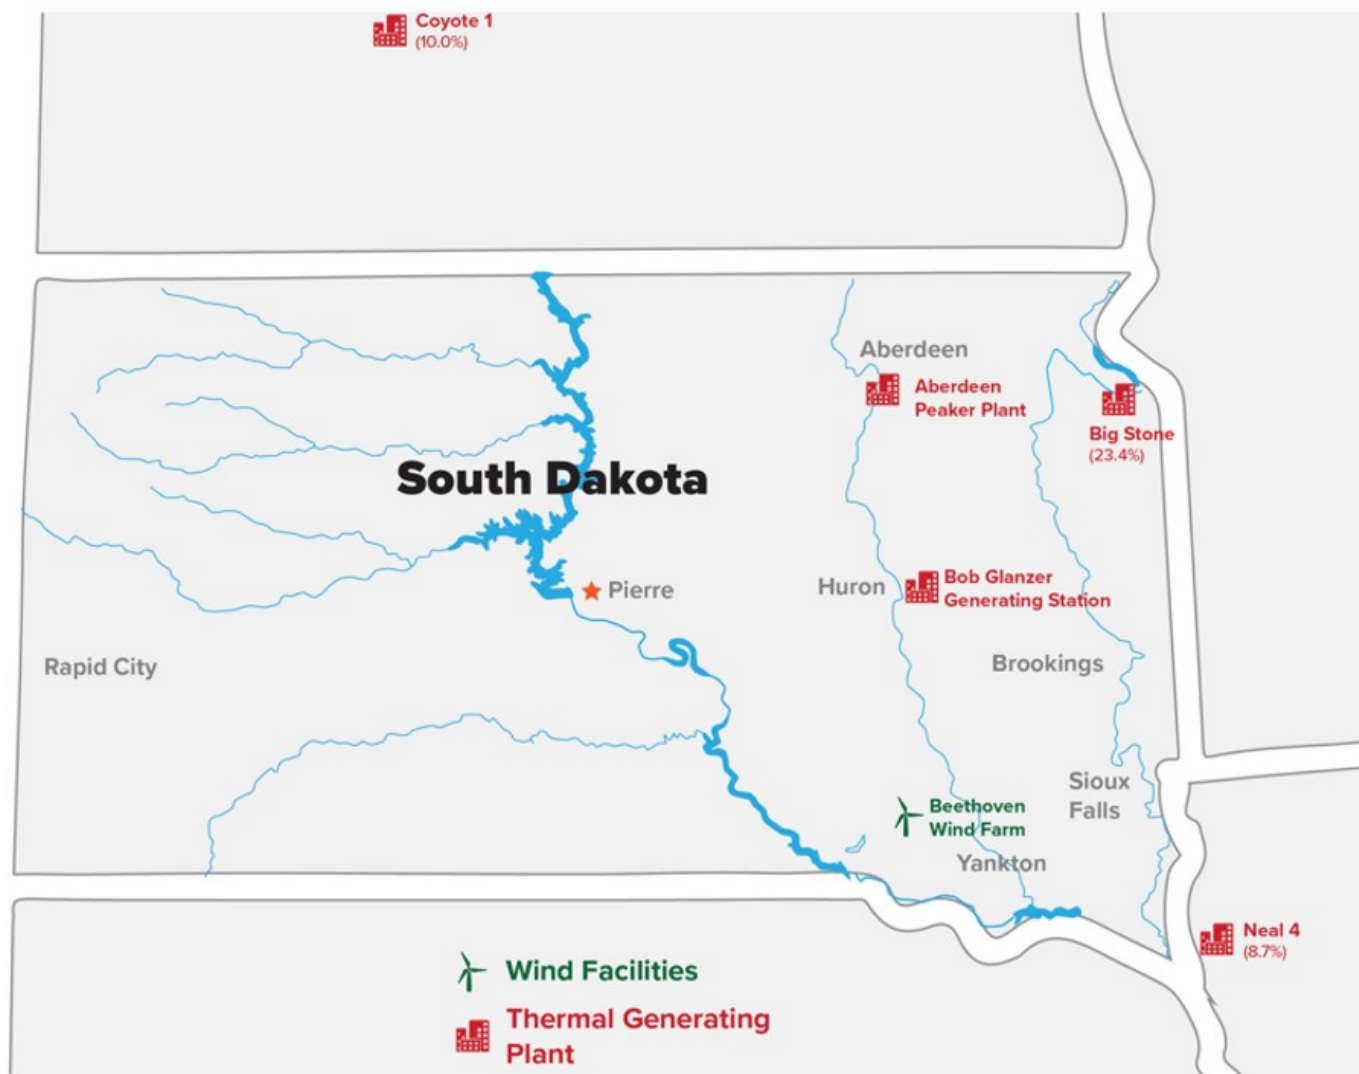 Coyote 1
(10.0%)
Aberdeen
Aberdeen
Peaker Plant
Big Stone
(23.4%)
South Dakota
Huron
Bob Glanzer
Generating Station
Pierre
Rapid City
Brookings
Sioux
Falls
Beethoven
Wind Farm
Yankton
Neal 4
(8.7%)
Wind Facilities
Thermal Generating
Plant